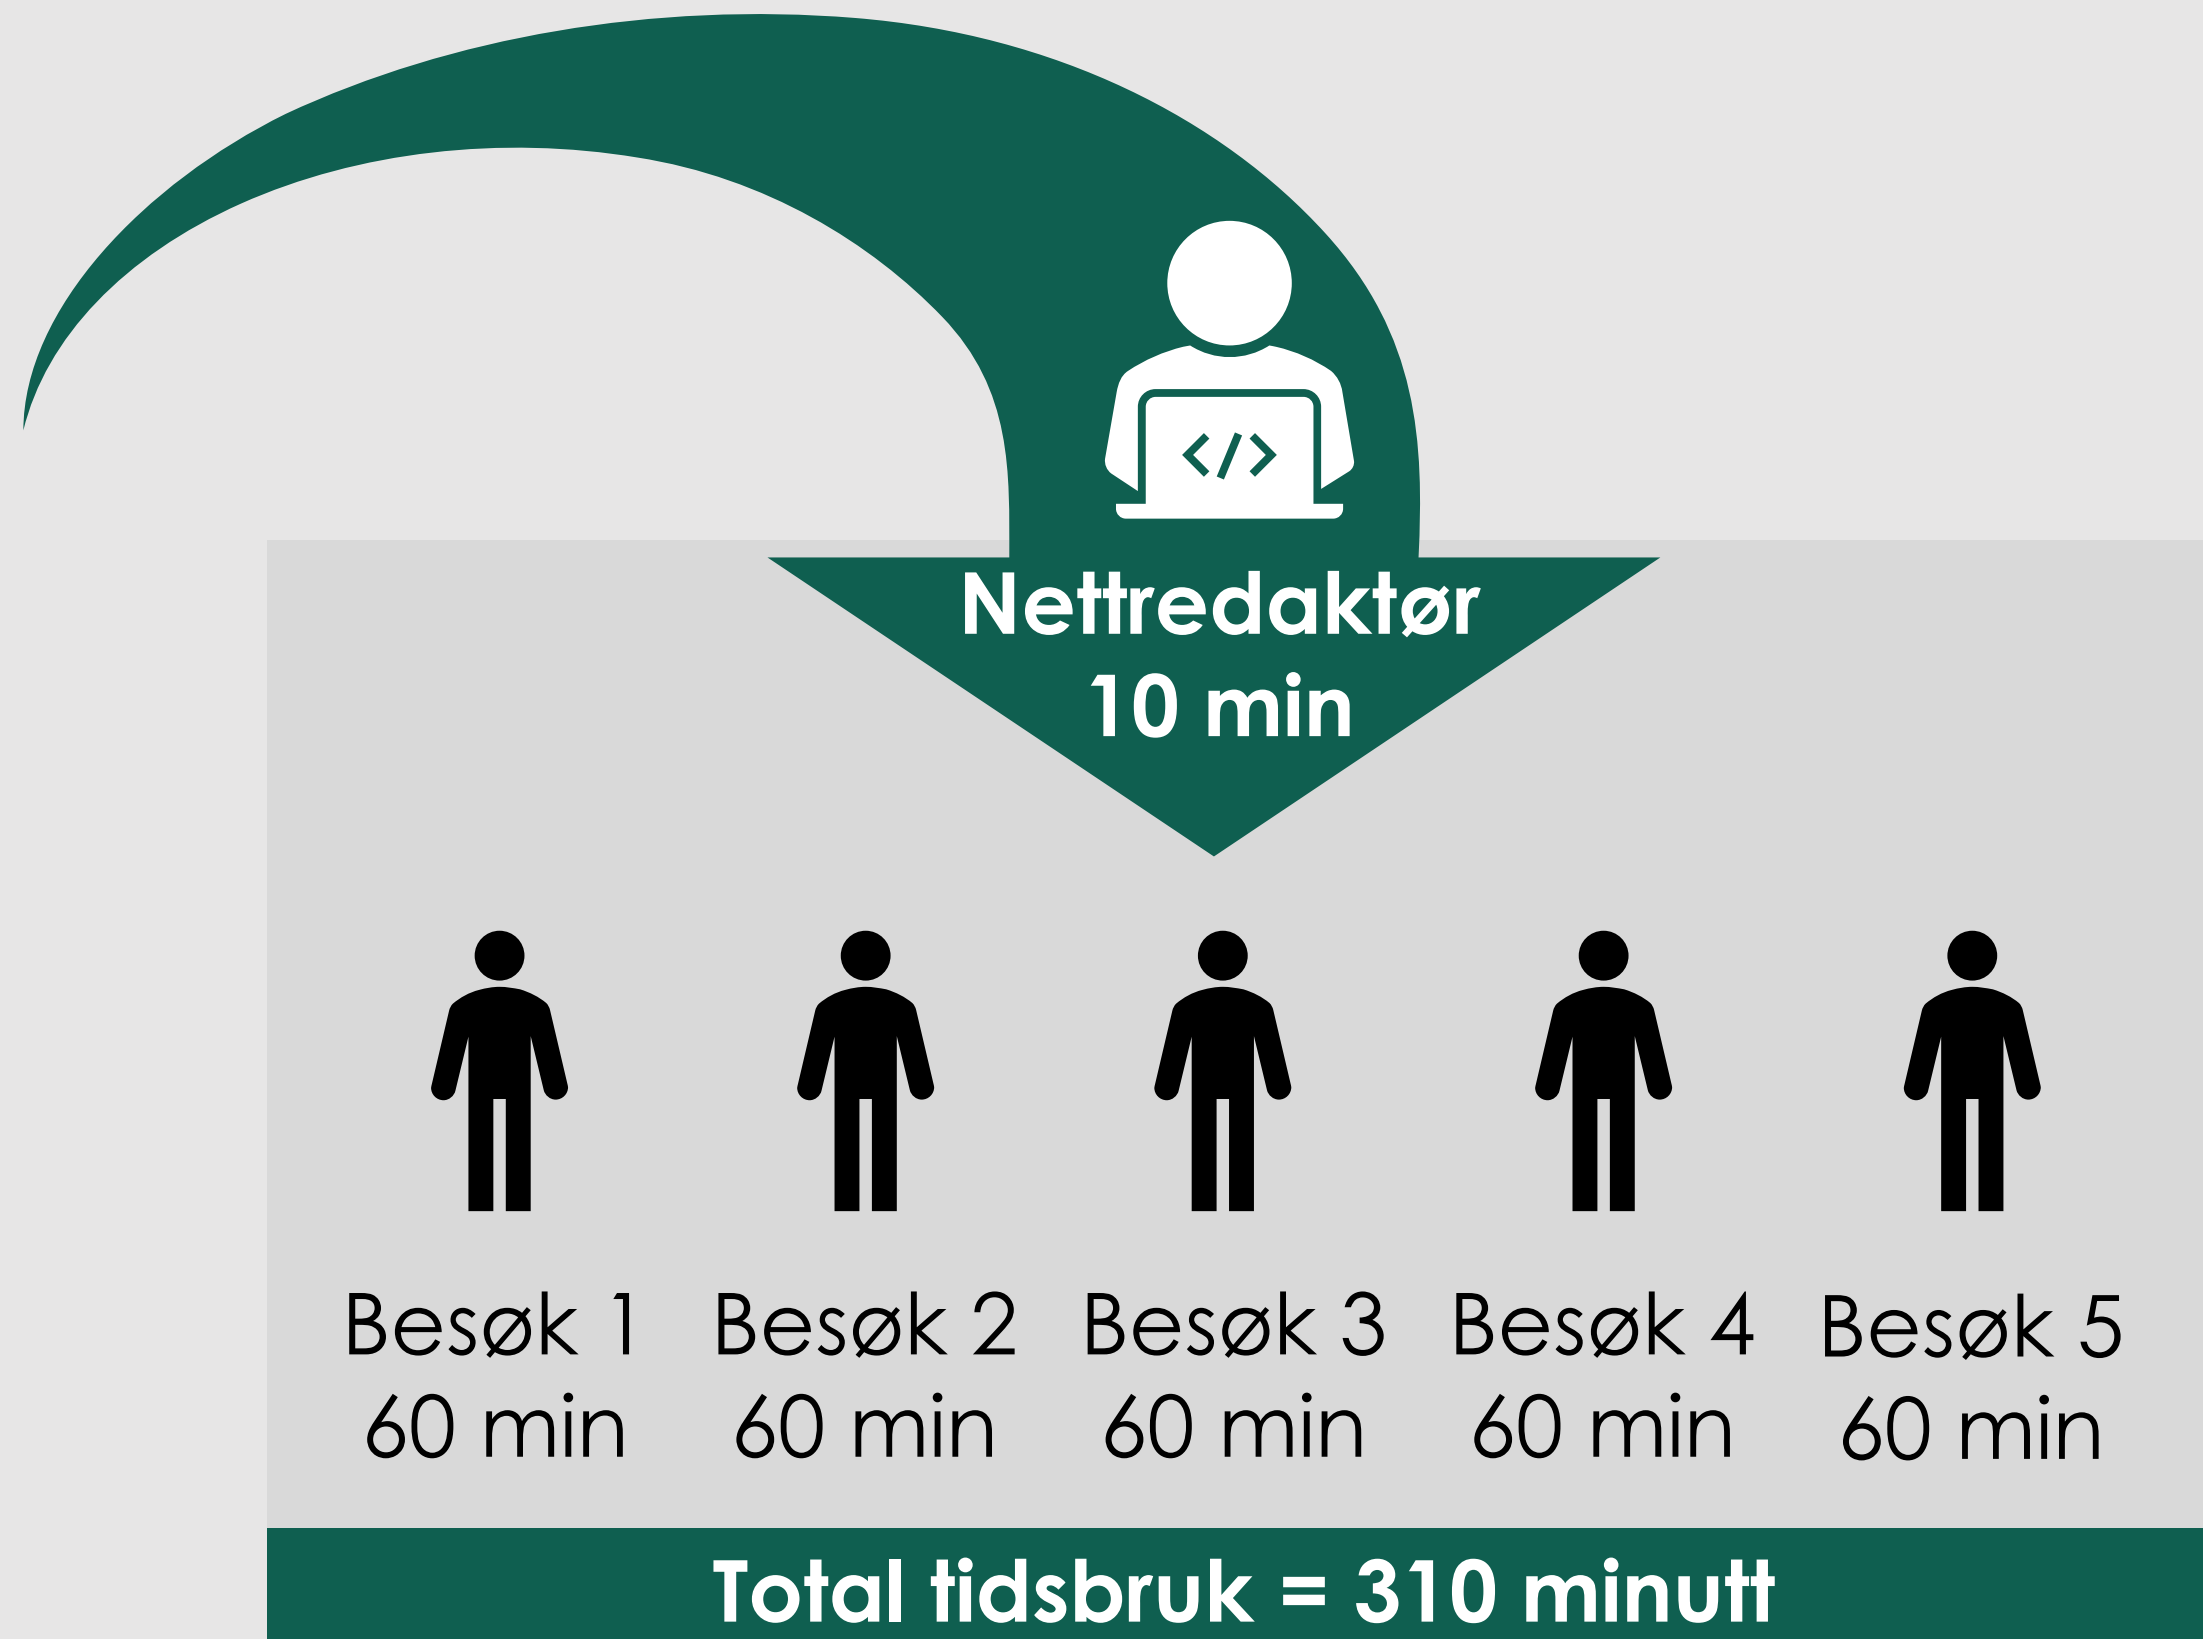 </>
Nettredaktør
10 min
Besøk 1
60 min
Besøk 2
60 min
Besøk 3
60 min
Besøk 4
60 min
Besøk 5
60 min
Total tidsbruk = 310 minutt